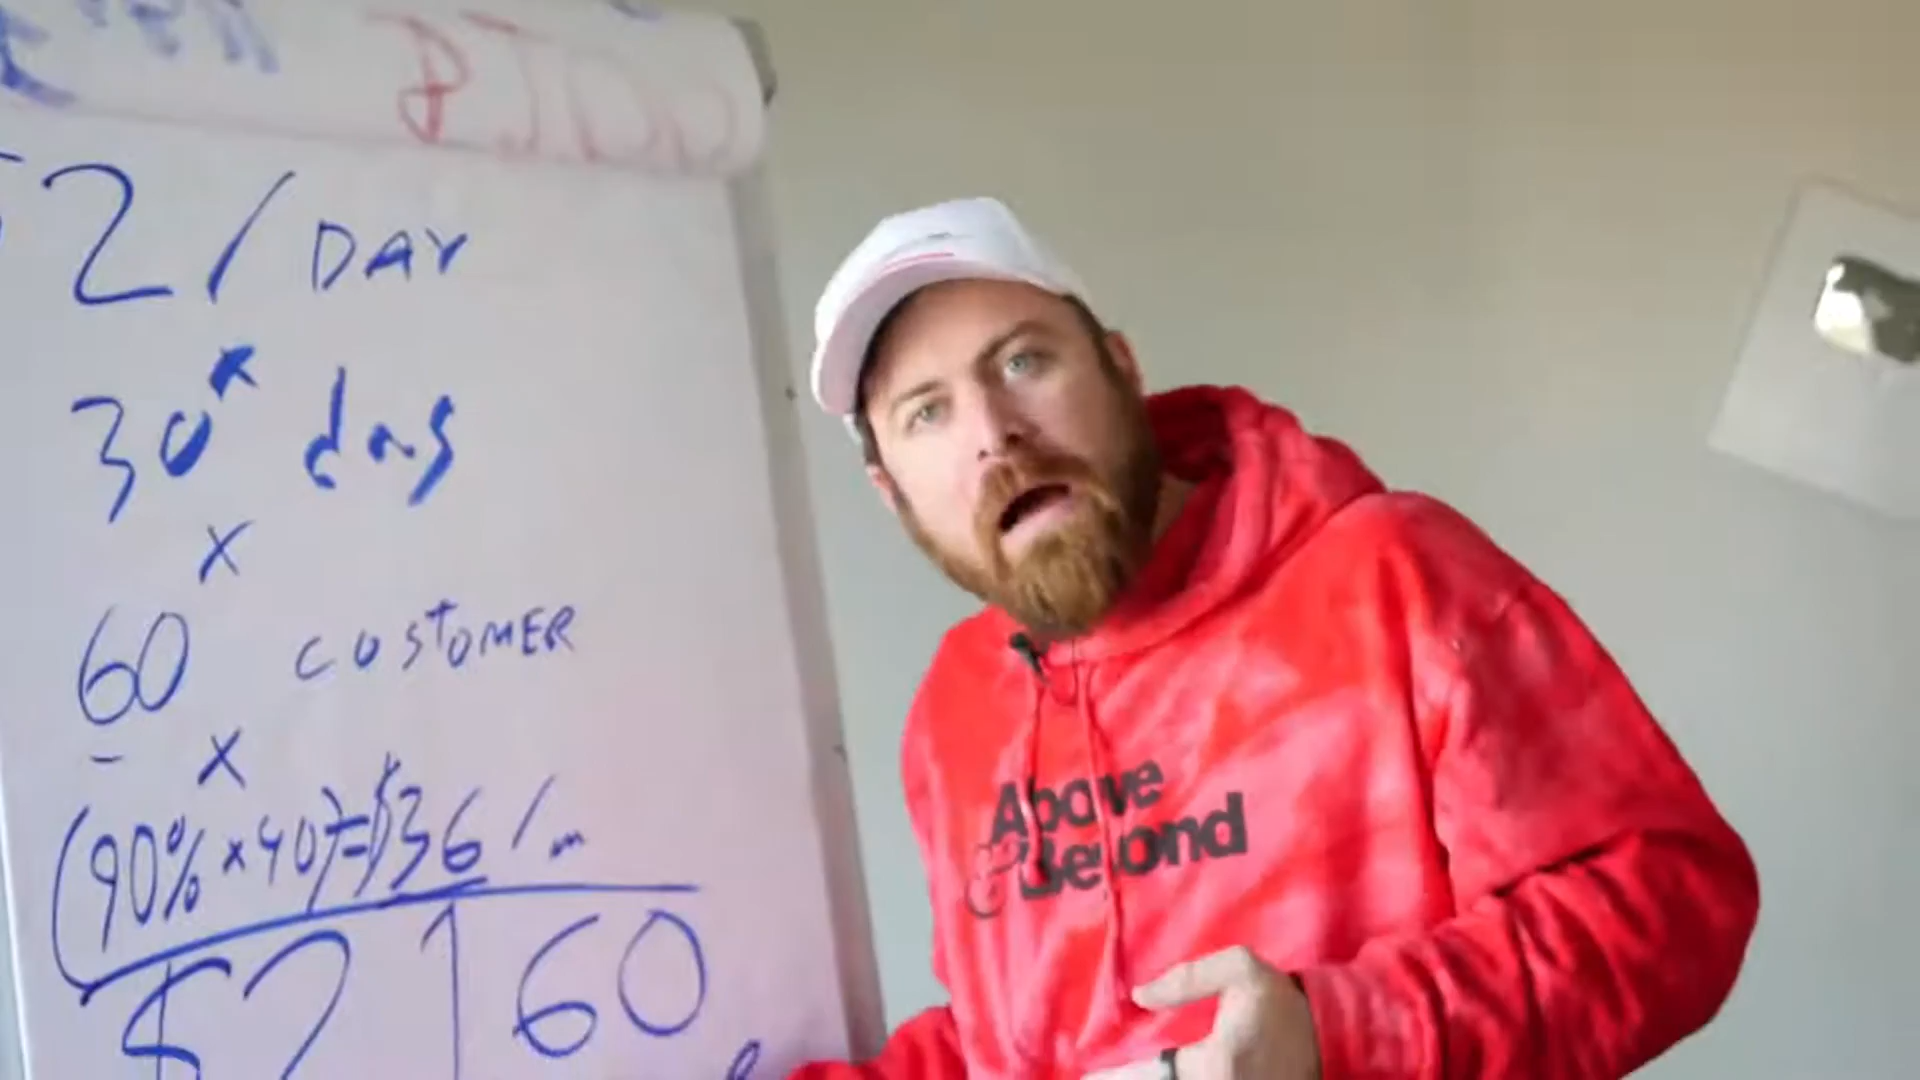 2 / DAY
x
30 days
x
60 CUSTOMER
x
(90% x 40) = $36 / m
$2160
Above
& Beyond